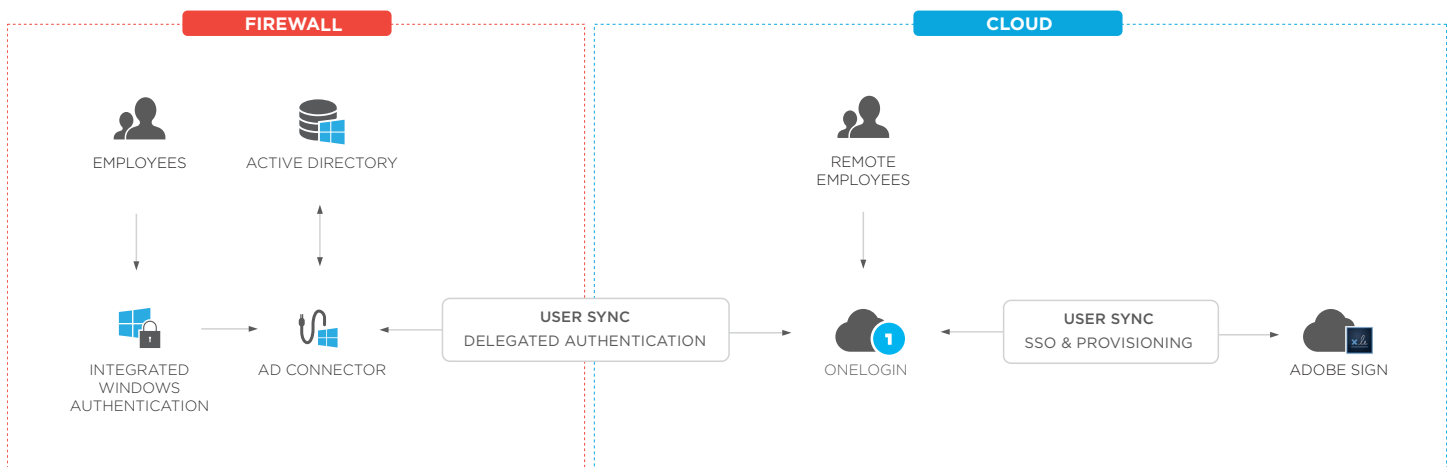 FIREWALL
CLOUD
EMPLOYEES
ACTIVE DIRECTORY
REMOTE
EMPLOYEES
USER SYNC
DELEGATED AUTHENTICATION
USER SYNC
SSO & PROVISIONING
1
INTEGRATED
WINDOWS
AUTHENTICATION
AD CONNECTOR
ONELOGIN
ADOBE SIGN